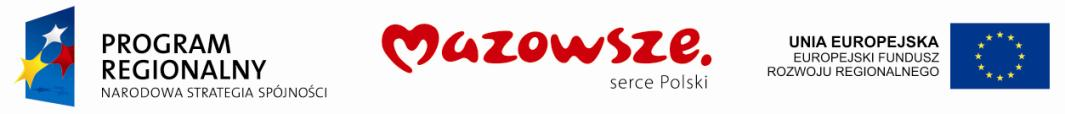 PROGRAM
REGIONALNY
NARODOWA STRATEGIA SPÓJNOŚCI
mazowsze.
serce Polski
UNIA EUROPEJSKA
EUROPEJSKI FUNDUSZ
ROZWOJU REGIONALNEGO